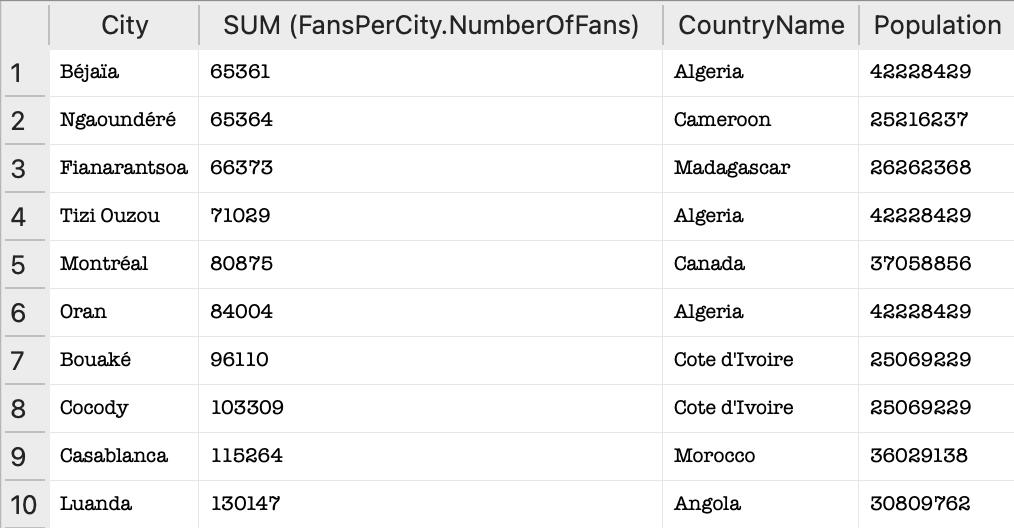 City SUM (FansPerCity.NumberOfFans) CountryName Population
1 Béjaïa 65361 Algeria 42228429
2 Ngaoundéré 65364 Cameroon 25216237
3 Fianarantsoa 66373 Madagascar 26262368
4 Tizi Ouzou 71029 Algeria 42228429
5 Montréal 80875 Canada 37058856
6 Oran 84004 Algeria 42228429
7 Bouaké 96110 Cote d'Ivoire 25069229
8 Cocody 103309 Cote d'Ivoire 25069229
9 Casablanca 115264 Morocco 36029138
10 Luanda 130147 Angola 30809762